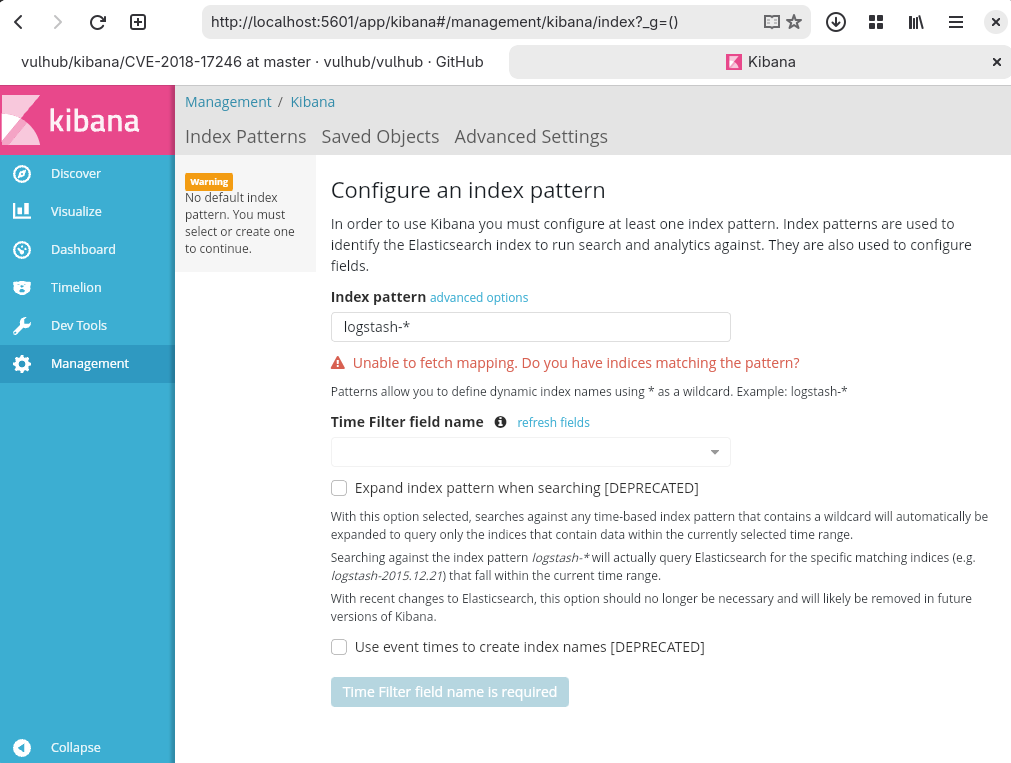 http://localhost:5601/app/kibana#/management/kibana/index?_g=()
vulhub/kibana/CVE-2018-17246 at master · vulhub/vulhub · GitHub
Kibana
kibana
Management / Kibana
Index Patterns Saved Objects Advanced Settings
Discover
Visualize
Dashboard
Timelion
Dev Tools
Management
Collapse
Warning
No default index
pattern. You must
select or create one
to continue.
Configure an index pattern
In order to use Kibana you must configure at least one index pattern. Index patterns are used to
identify the Elasticsearch index to run search and analytics against. They are also used to configure
fields.
Index pattern advanced options
logstash-*
Unable to fetch mapping. Do you have indices matching the pattern?
Patterns allow you to define dynamic index names using * as a wildcard. Example: logstash-*
Time Filter field name refresh fields
Expand index pattern when searching [DEPRECATED]
With this option selected, searches against any time-based index pattern that contains a wildcard will automatically be
expanded to query only the indices that contain data within the currently selected time range.
Searching against the index pattern logstash-* will actually query Elasticsearch for the specific matching indices (e.g.
logstash-2015.12.21) that fall within the current time range.
With recent changes to Elasticsearch, this option should no longer be necessary and will likely be removed in future
versions of Kibana.
Use event times to create index names [DEPRECATED]
Time Filter field name is required